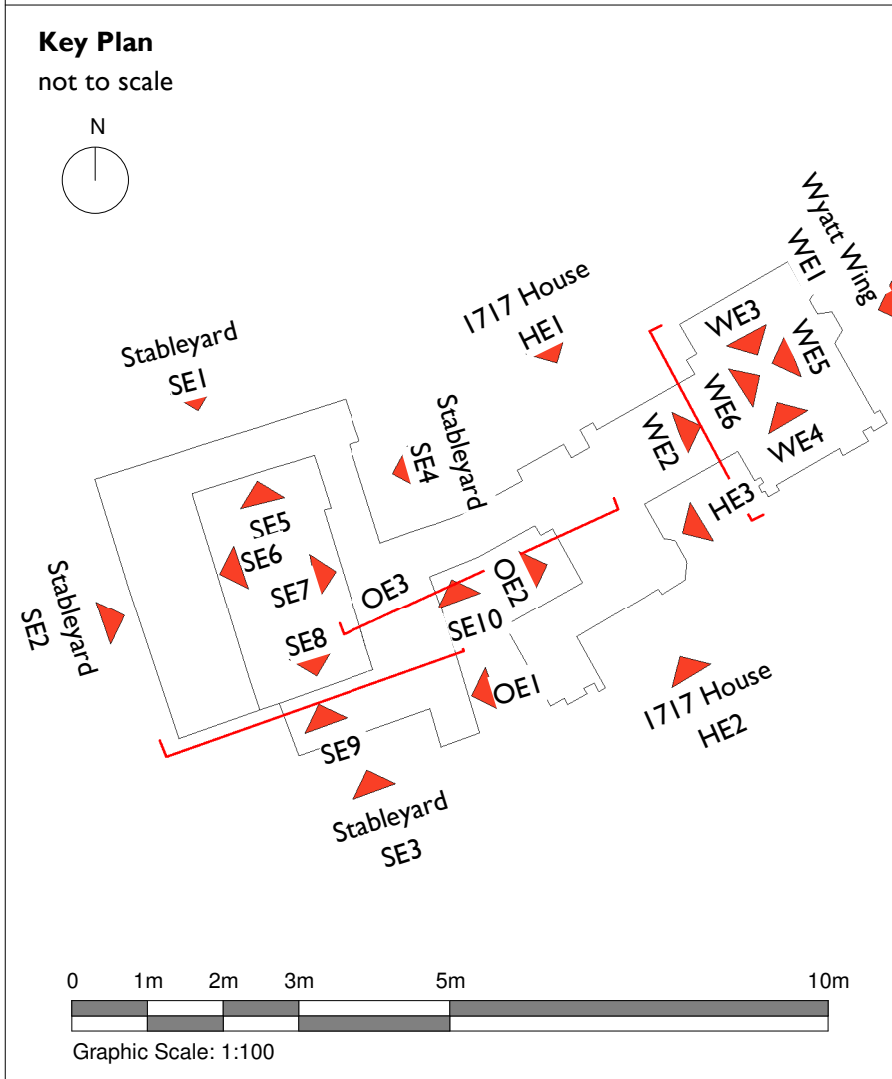 Key Plan
not to scale
N
Wyatt Wing
WE1
1717 House
HE1
WE3
WE5
Stableyard
SE1
WE6
WE2
WE4
Stableyard
SE4
HE3
SE5
SE6
SE7
OE3
OE2
Stableyard
SE2
SE8
SE10
OE1
1717 House
HE2
SE9
Stableyard
SE3
0 1m 2m 3m 5m 10m
Graphic Scale: 1:100